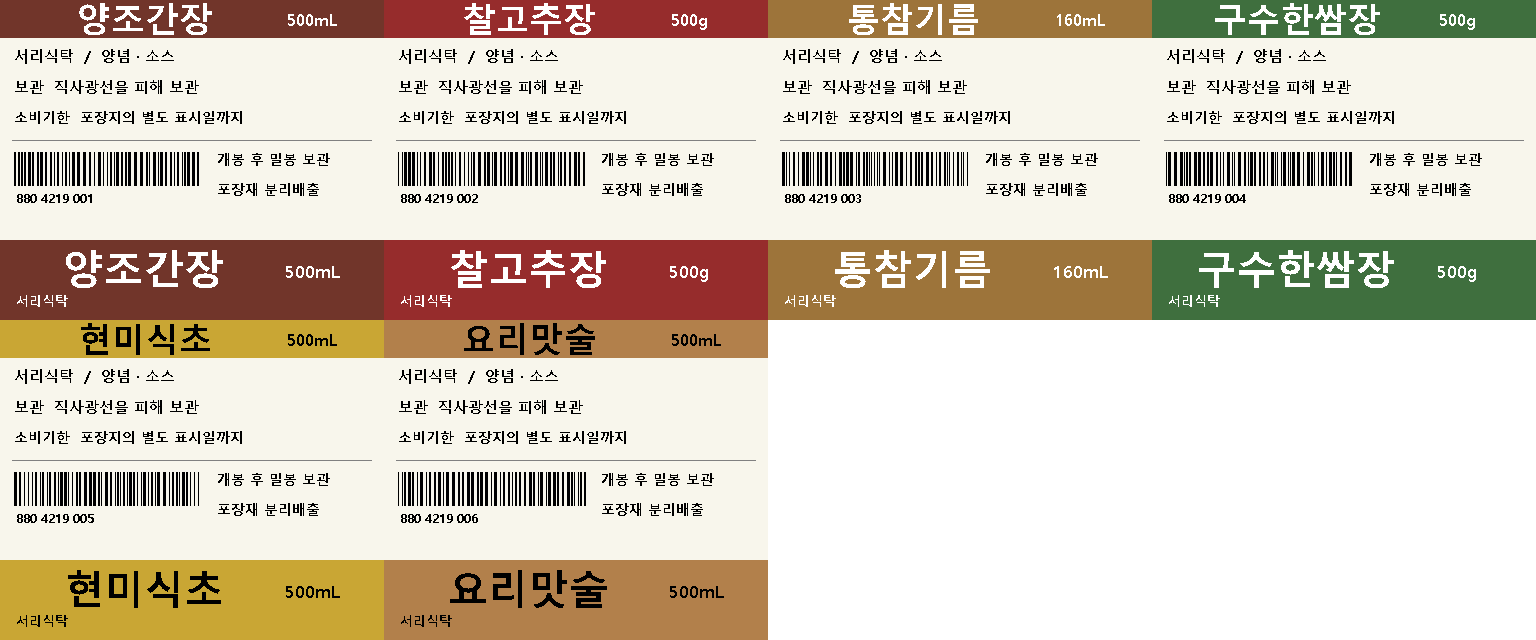 양조간장 500mL
서리식탁 / 양념 · 소스
보관 직사광선을 피해 보관
소비기한 포장지의 별도 표시일까지
개봉 후 밀봉 보관
포장재 분리배출
880 4219 001
양조간장 500mL
서리식탁
찰고추장 500g
서리식탁 / 양념 · 소스
보관 직사광선을 피해 보관
소비기한 포장지의 별도 표시일까지
개봉 후 밀봉 보관
포장재 분리배출
880 4219 002
찰고추장 500g
서리식탁
통참기름 160mL
서리식탁 / 양념 · 소스
보관 직사광선을 피해 보관
소비기한 포장지의 별도 표시일까지
개봉 후 밀봉 보관
포장재 분리배출
880 4219 003
통참기름 160mL
서리식탁
구수한쌈장 500g
서리식탁 / 양념 · 소스
보관 직사광선을 피해 보관
소비기한 포장지의 별도 표시일까지
개봉 후 밀봉 보관
포장재 분리배출
880 4219 004
구수한쌈장 500g
서리식탁
현미식초 500mL
서리식탁 / 양념 · 소스
보관 직사광선을 피해 보관
소비기한 포장지의 별도 표시일까지
개봉 후 밀봉 보관
포장재 분리배출
880 4219 005
현미식초 500mL
서리식탁
요리맛술 500mL
서리식탁 / 양념 · 소스
보관 직사광선을 피해 보관
소비기한 포장지의 별도 표시일까지
개봉 후 밀봉 보관
포장재 분리배출
880 4219 006
요리맛술 500mL
서리식탁